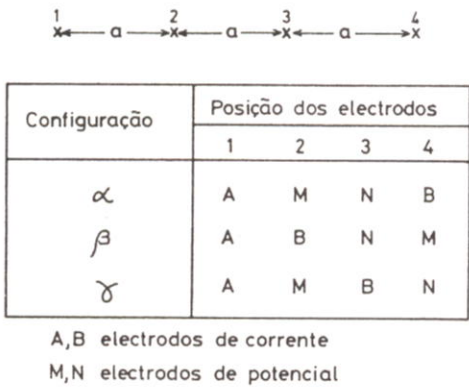 1 2 3 4
x a x a x a x
Configuração Posição dos electrodos
1 2 3 4
α A M N B
β A B N M
γ A M B N
A,B electrodos de corrente
M,N electrodos de potencial